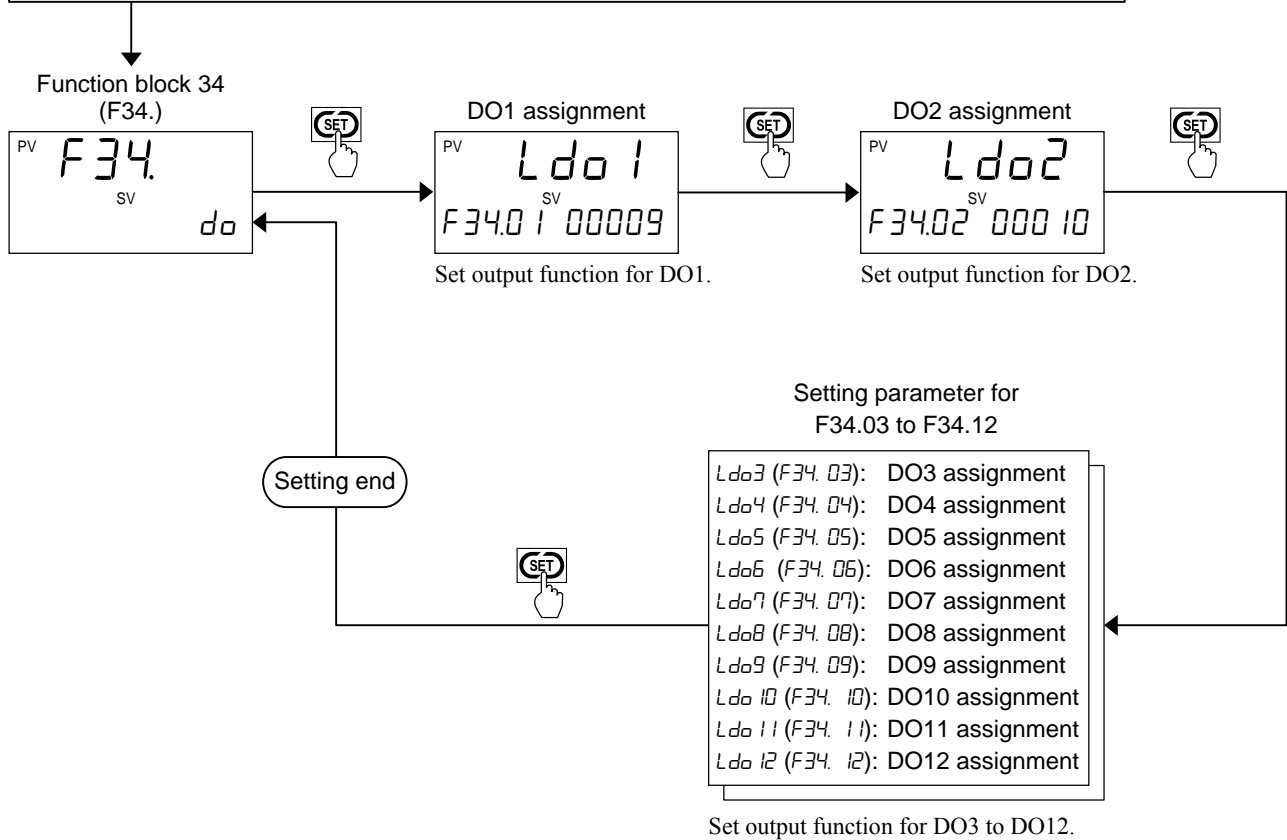 Function block 34
(F34.)
PV F34.
SV
do
SET
DO1 assignment
PV Ldo1
SV
F34.01 00009
Set output function for DO1.
SET
DO2 assignment
PV Ldo2
SV
F34.02 00010
Set output function for DO2.
SET
Setting parameter for
F34.03 to F34.12
Ldo3 (F34. 03): DO3 assignment
Ldo4 (F34. 04): DO4 assignment
Ldo5 (F34. 05): DO5 assignment
Ldo6 (F34. 06): DO6 assignment
Ldo7 (F34. 07): DO7 assignment
Ldo8 (F34. 08): DO8 assignment
Ldo9 (F34. 09): DO9 assignment
Ldo10 (F34. 10): DO10 assignment
Ldo11 (F34. 11): DO11 assignment
Ldo12 (F34. 12): DO12 assignment
Set output function for DO3 to DO12.
SET
Setting end